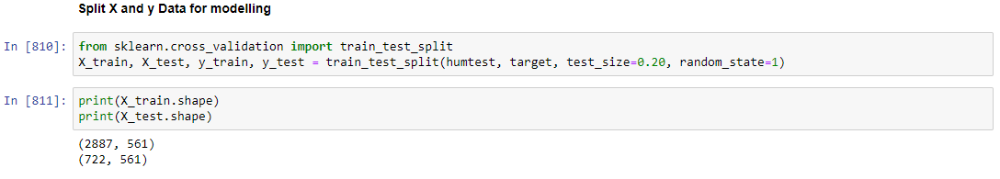 Split X and y Data for modelling
In [810]: from sklearn.cross_validation import train_test_split
X_train, X_test, y_train, y_test = train_test_split(humtest, target, test_size=0.20, random_state=1)
In [811]: print(X_train.shape)
print(X_test.shape)
(2887, 561)
(722, 561)